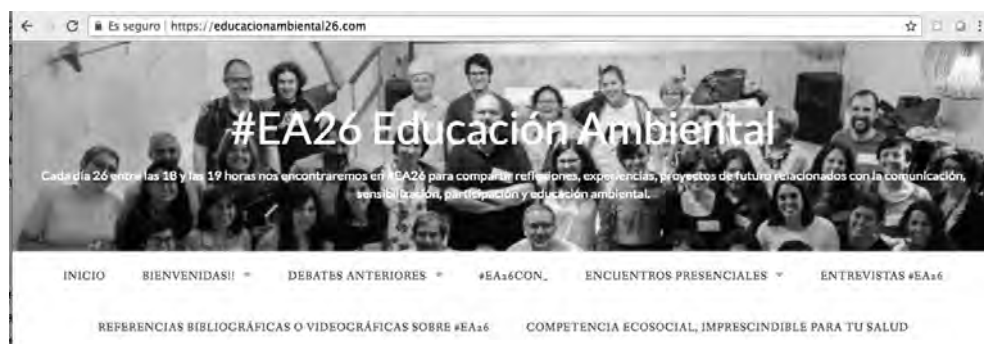 Es seguro | https://educacionambiental26.com
#EA26 Educación Ambiental
Cada día 26 entre las 18 y las 19 horas nos encontraremos en #EA26 para compartir reflexiones, experiencias, proyectos de futuro relacionados con la comunicación,
sensibilización, participación y educación ambiental.
INICIO BIENVENIDAS!! DEBATES ANTERIORES #EA26CON_ ENCUENTROS PRESENCIALES ENTREVISTAS #EA26
REFERENCIAS BIBLIOGRÁFICAS O VIDEOGRÁFICAS SOBRE #EA26 COMPETENCIA ECOSOCIAL, IMPRESCINDIBLE PARA TU SALUD